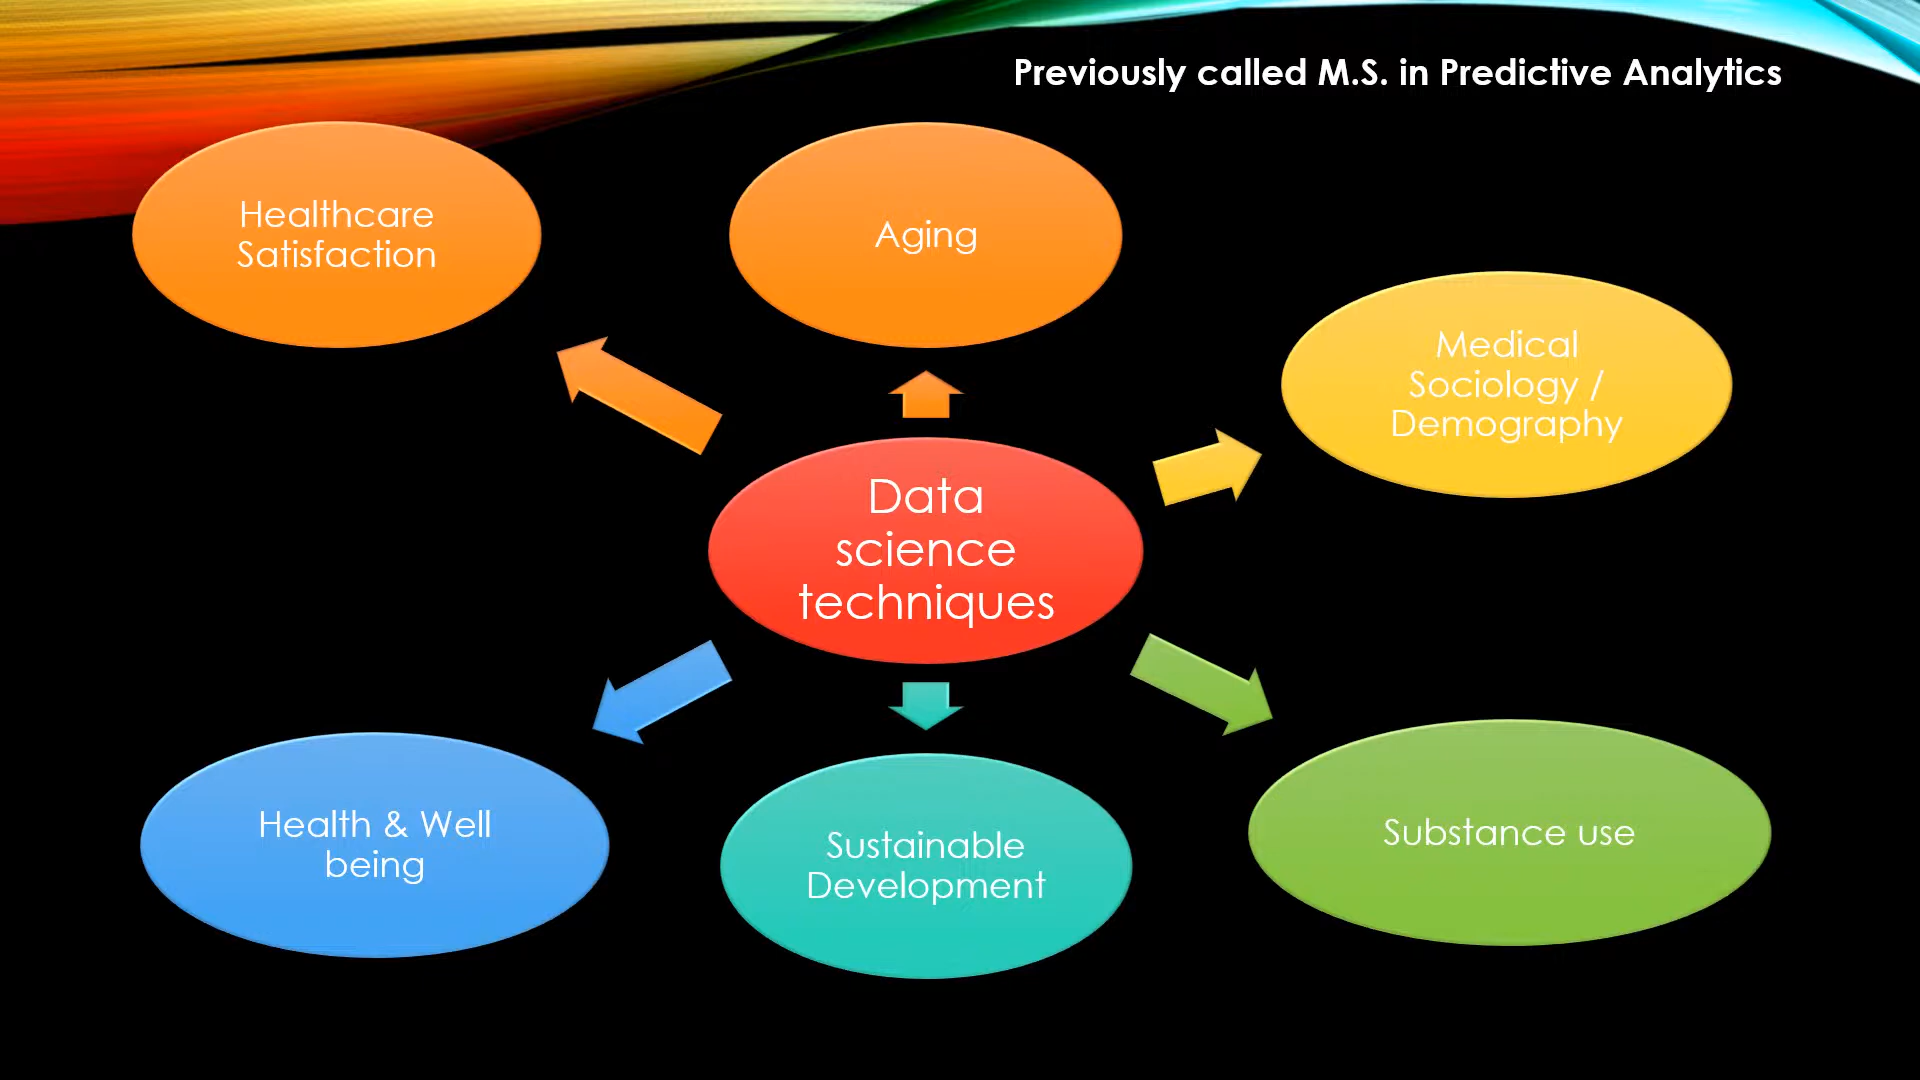 Previously called M.S. in Predictive Analytics
Healthcare
Satisfaction
Aging
Medical
Sociology /
Demography
Data
science
techniques
Health & Well
being
Sustainable
Development
Substance use